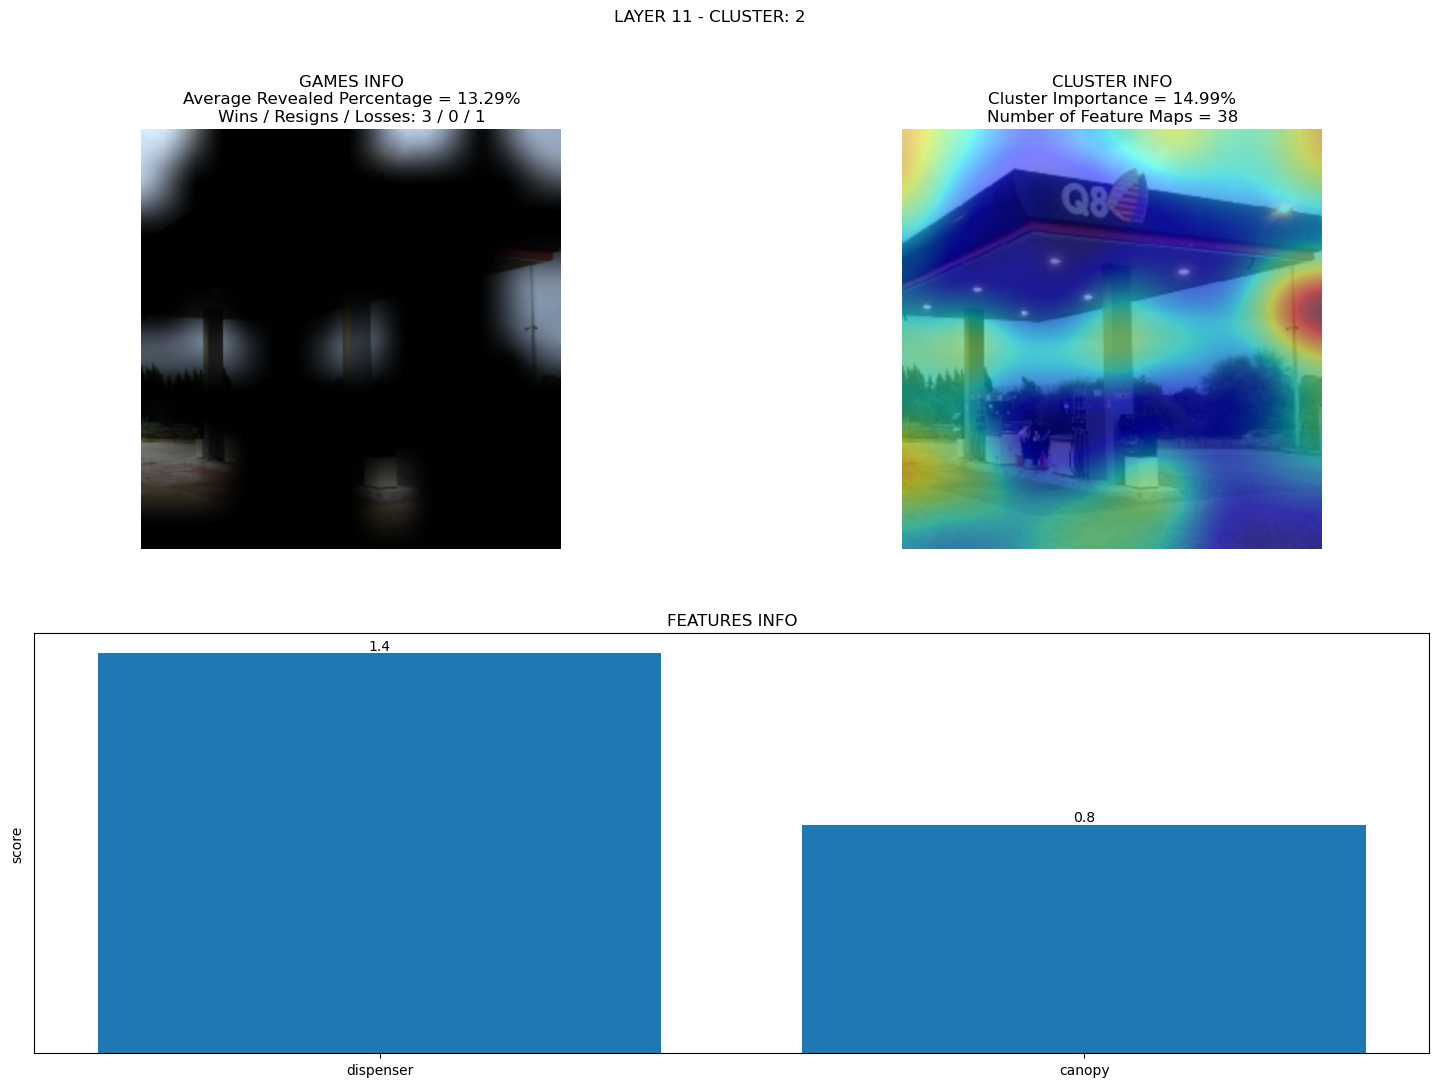 LAYER 11 - CLUSTER: 2
GAMES INFO
Average Revealed Percentage = 13.29%
Wins / Resigns / Losses: 3 / 0 / 1
CLUSTER INFO
Cluster Importance = 14.99%
Number of Feature Maps = 38
Q8
FEATURES INFO
score
1.4
0.8
dispenser
canopy